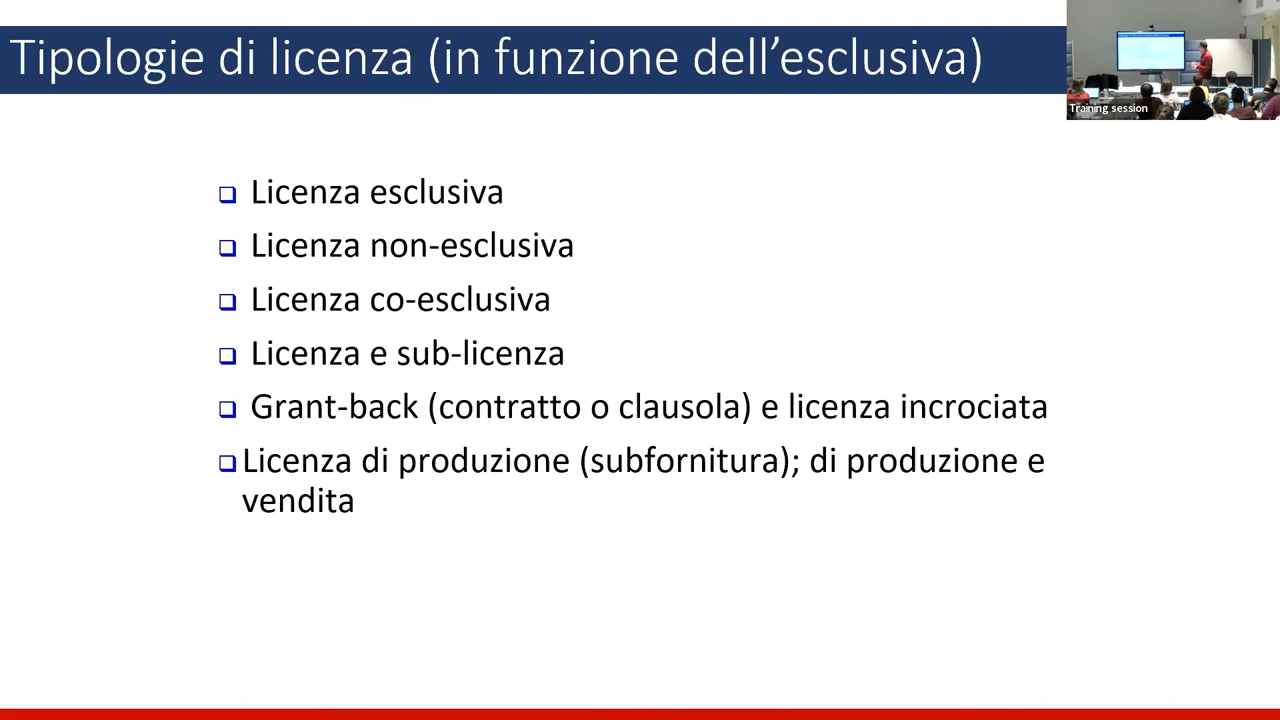 Tipologie di licenza (in funzione dell’esclusiva)
Training session
Licenza esclusiva
Licenza non-esclusiva
Licenza co-esclusiva
Licenza e sub-licenza
Grant-back (contratto o clausola) e licenza incrociata
Licenza di produzione (subfornitura); di produzione e
vendita